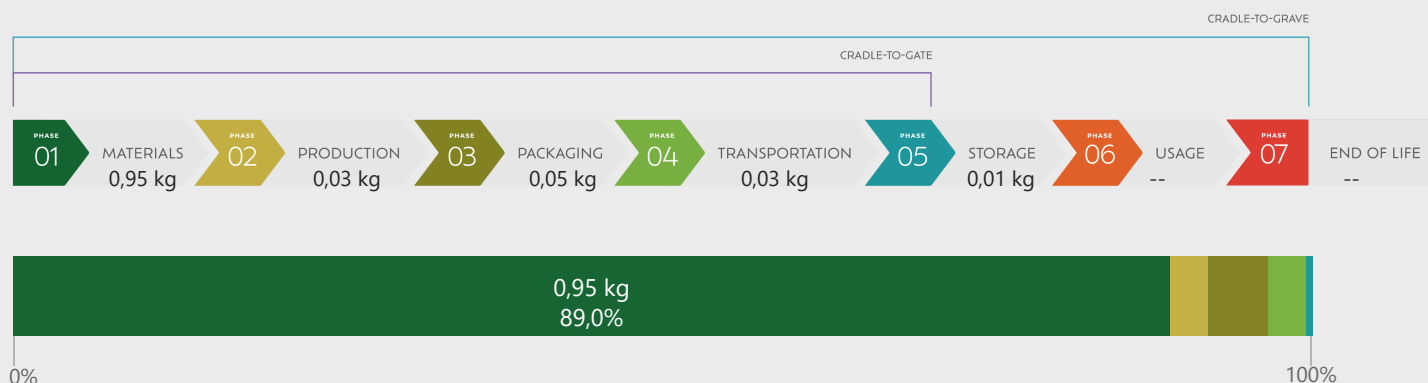 CRADLE-TO-GRAVE
CRADLE-TO-GATE
PHASE
01
MATERIALS
0,95 kg
PHASE
02
PRODUCTION
0,03 kg
PHASE
03
PACKAGING
0,05 kg
PHASE
04
TRANSPORTATION
0,03 kg
PHASE
05
STORAGE
0,01 kg
PHASE
06
USAGE
--
PHASE
07
END OF LIFE
--
0,95 kg
89,0%
0%
100%